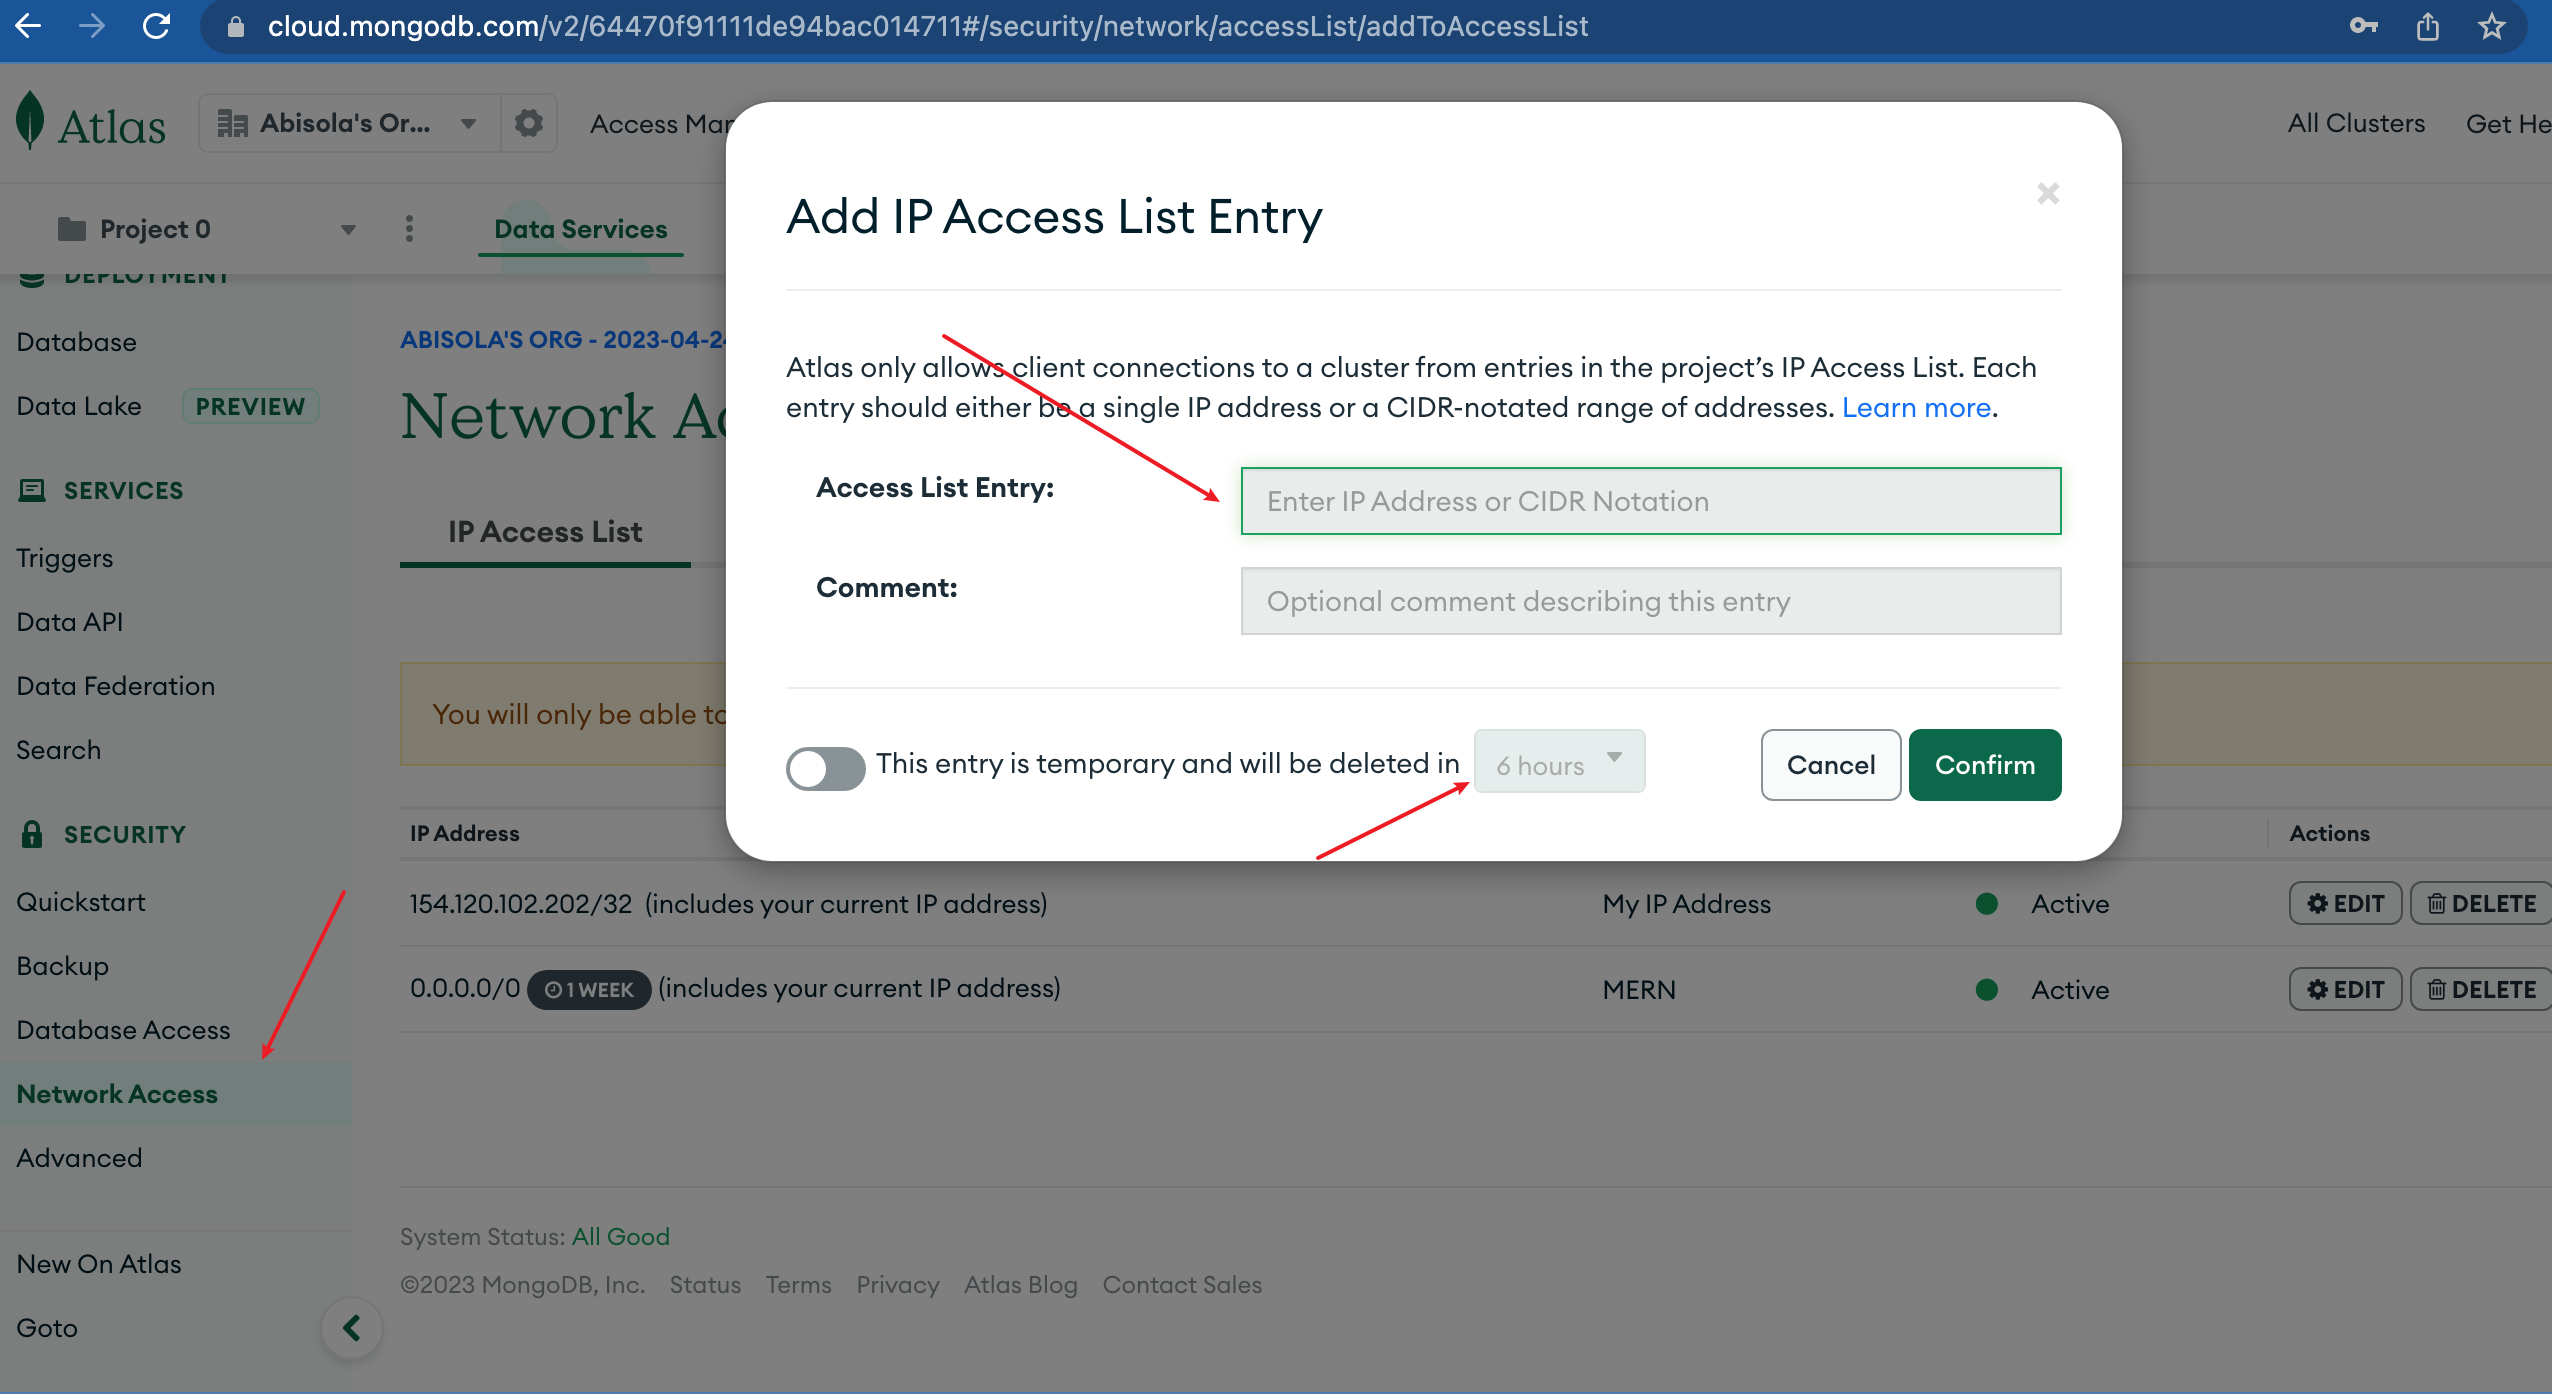 cloud.mongodb.com/v2/64470f91111de94bac014711#/security/network/accessList/addToAccessList
Atlas
Abisola's Or...
Access Man
All Clusters
Get He
Project 0
Data Services
DEPLOYMENT
Database
Data Lake PREVIEW
SERVICES
Triggers
Data API
Data Federation
Search
SECURITY
Quickstart
Backup
Database Access
Network Access
Advanced
New On Atlas
Goto
ABISOLA'S ORG - 2023-04-24
Network Ac
IP Access List
You will only be able to
Add IP Access List Entry
Atlas only allows client connections to a cluster from entries in the project’s IP Access List. Each
entry should either be a single IP address or a CIDR-notated range of addresses. Learn more.
Access List Entry: Enter IP Address or CIDR Notation
Comment: Optional comment describing this entry
This entry is temporary and will be deleted in 6 hours
Cancel
Confirm
IP Address Actions
154.120.102.202/32 (includes your current IP address) My IP Address Active EDIT DELETE
0.0.0.0/0 1 WEEK (includes your current IP address) MERN Active EDIT DELETE
System Status: All Good
©2023 MongoDB, Inc. Status Terms Privacy Atlas Blog Contact Sales